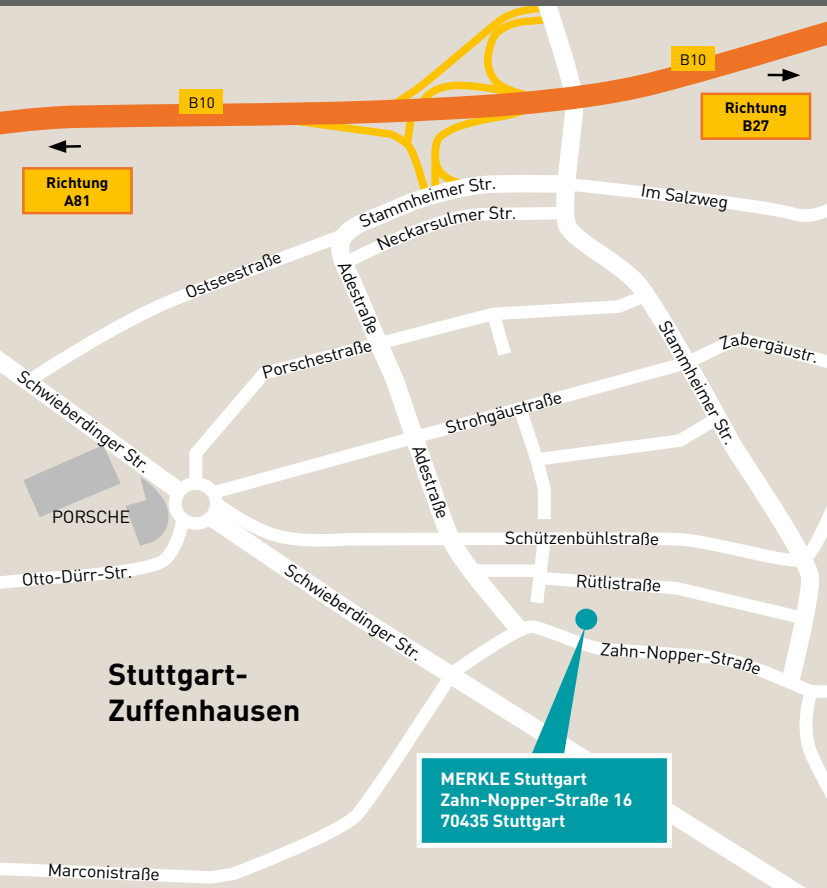 B10
B10
Richtung
B27
Richtung
A81
Stammheimer Str.
Im Salzweg
Neckarsulmer Str.
Ostseestraße
Adestraße
Stammheimer Str.
Zabergäustr.
Porschestraße
Schwieberdinger Str.
Strohgäustraße
Adestraße
PORSCHE
Schützenbühlstraße
Otto-Dürr-Str.
Schwieberdinger Str.
Rütlistraße
Zahn-Nopper-Straße
Stuttgart-
Zuffenhausen
MERKLE Stuttgart
Zahn-Nopper-Straße 16
70435 Stuttgart
Marconistraße